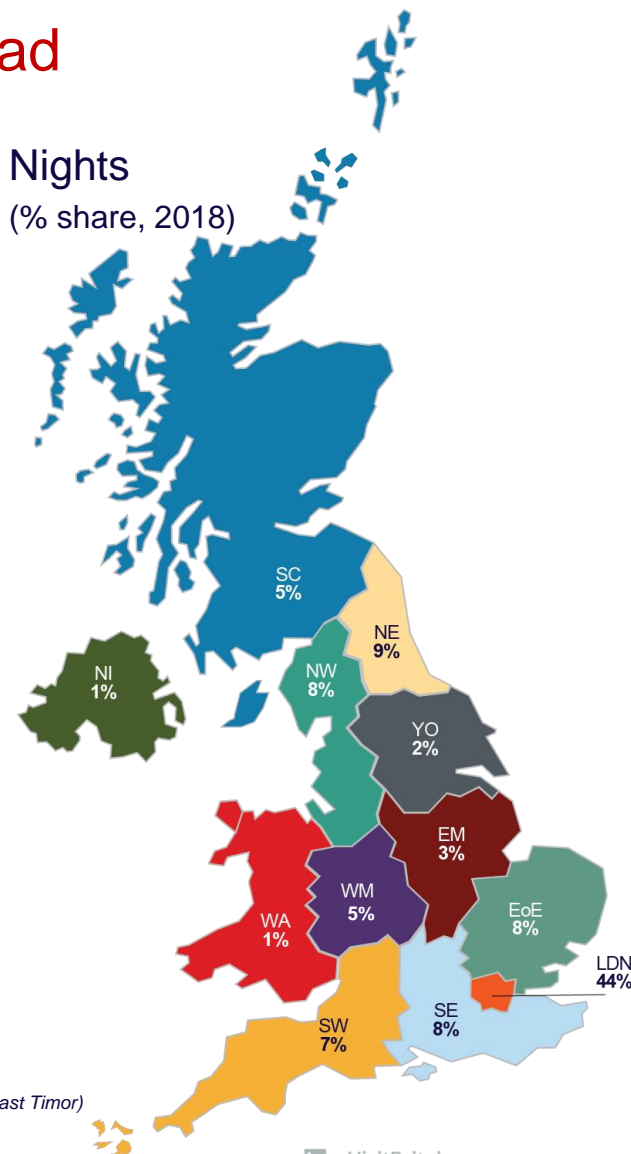 ad
Nights
(% share, 2018)
SC
5%
NE
9%
NI
1%
NW
8%
YO
2%
EM
3%
WM
5%
EoE
8%
WA
1%
LDN
44%
SE
8%
SW
7%
ast Timor)